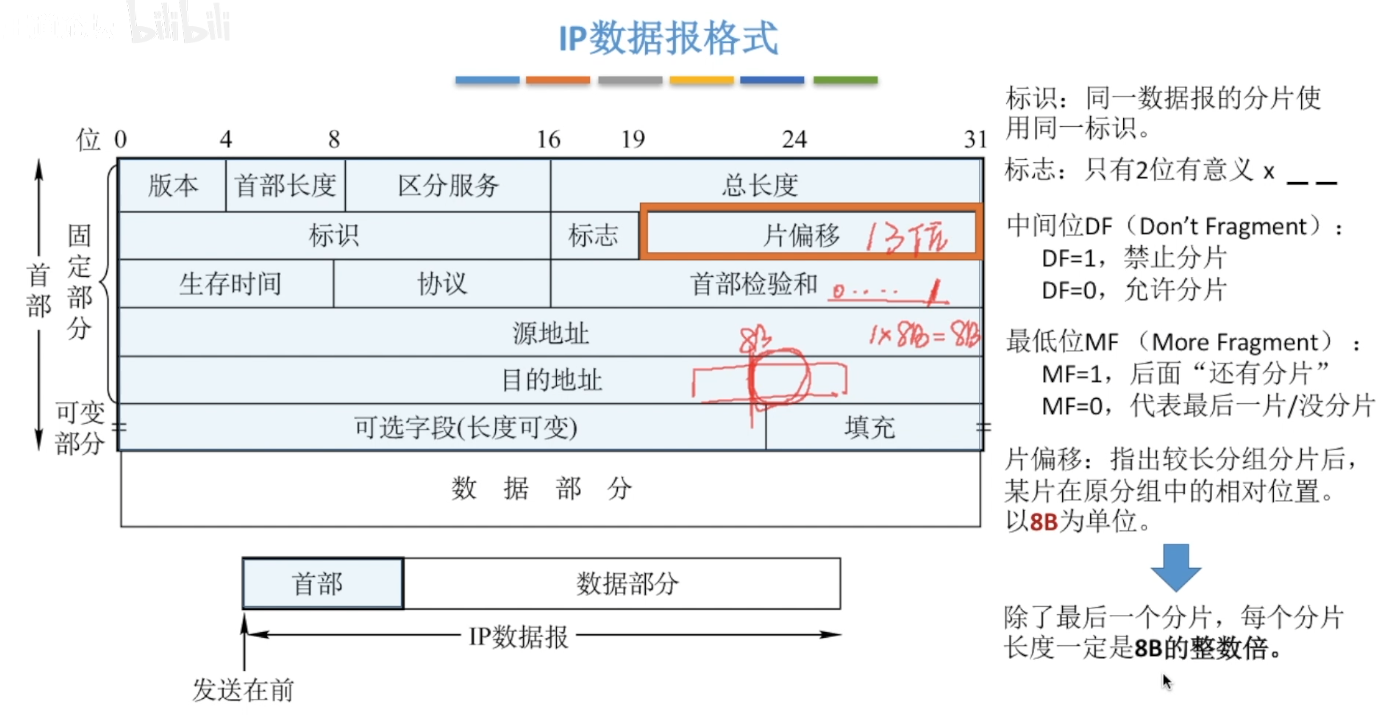 bilibili
IP数据报格式
位 0 4 8 16 19 24 31
版本 首部长度 区分服务 总长度
标识 标志 片偏移 13位
生存时间 协议 首部检验和 0····1
源地址 8B 1×8B=8B
目的地址
可选字段(长度可变) 填充
数据部分
首部
固定部分
可变部分
首部 数据部分
IP数据报
发送在前
标识：同一数据报的分片使
用同一标识。
标志：只有2位有意义 x _ _
中间位DF（Don't Fragment）：
DF=1，禁止分片
DF=0，允许分片
最低位MF （More Fragment）：
MF=1，后面“还有分片”
MF=0，代表最后一片/没分片
片偏移：指出较长分组分片后，
某片在原分组中的相对位置。
以8B为单位。
除了最后一个分片，每个分片
长度一定是8B的整数倍。